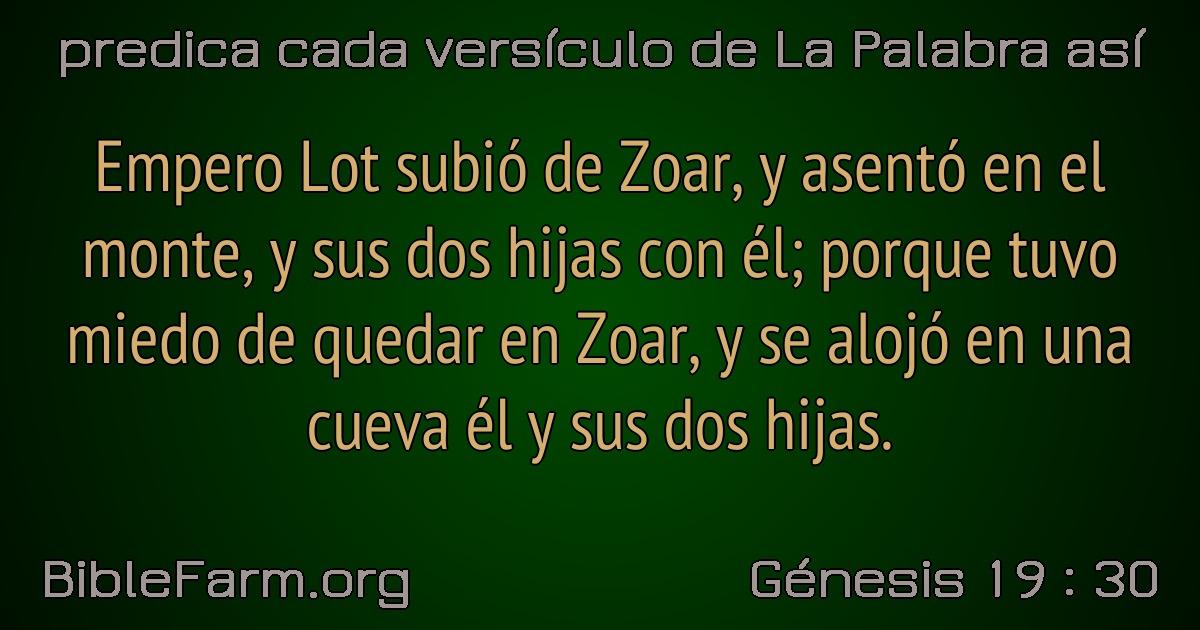 predica cada versículo de La Palabra así
Empero Lot subió de Zoar, y asentó en el
monte, y sus dos hijas con él; porque tuvo
miedo de quedar en Zoar, y se alojó en una
cueva él y sus dos hijas.
BibleFarm.org
Génesis 19 : 30